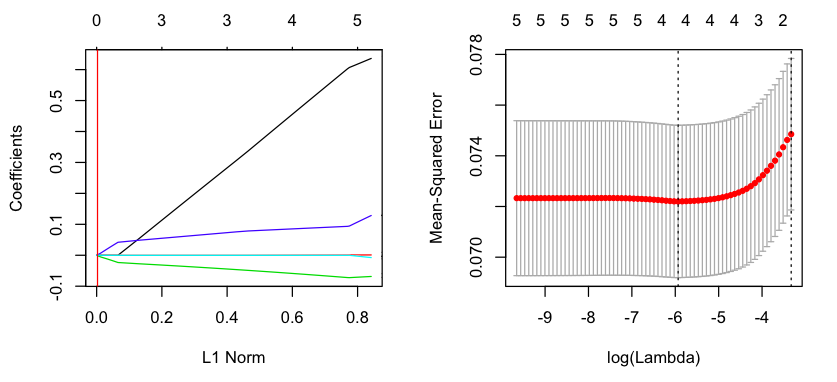 0 3 3 4 5
Coefficients
0.5
0.3
0.1
-0.1
0.0 0.2 0.4 0.6 0.8
L1 Norm
5 5 5 5 5 5 4 4 4 4 3 2
Mean-Squared Error
0.078
0.074
0.070
-9 -8 -7 -6 -5 -4
log(Lambda)